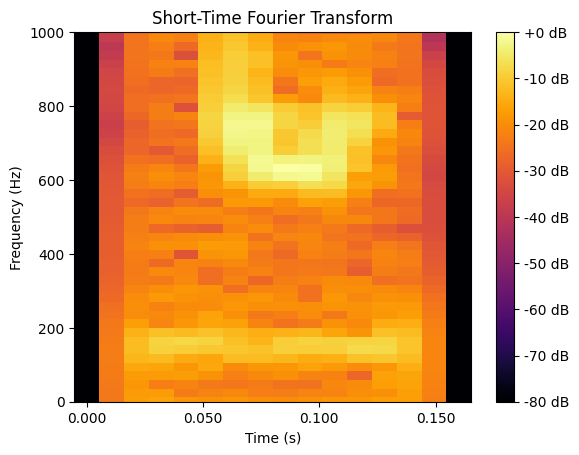 Short-Time Fourier Transform
1000
800
600
400
200
0
Frequency (Hz)
0.000
0.050
0.100
0.150
Time (s)
+0 dB
-10 dB
-20 dB
-30 dB
-40 dB
-50 dB
-60 dB
-70 dB
-80 dB